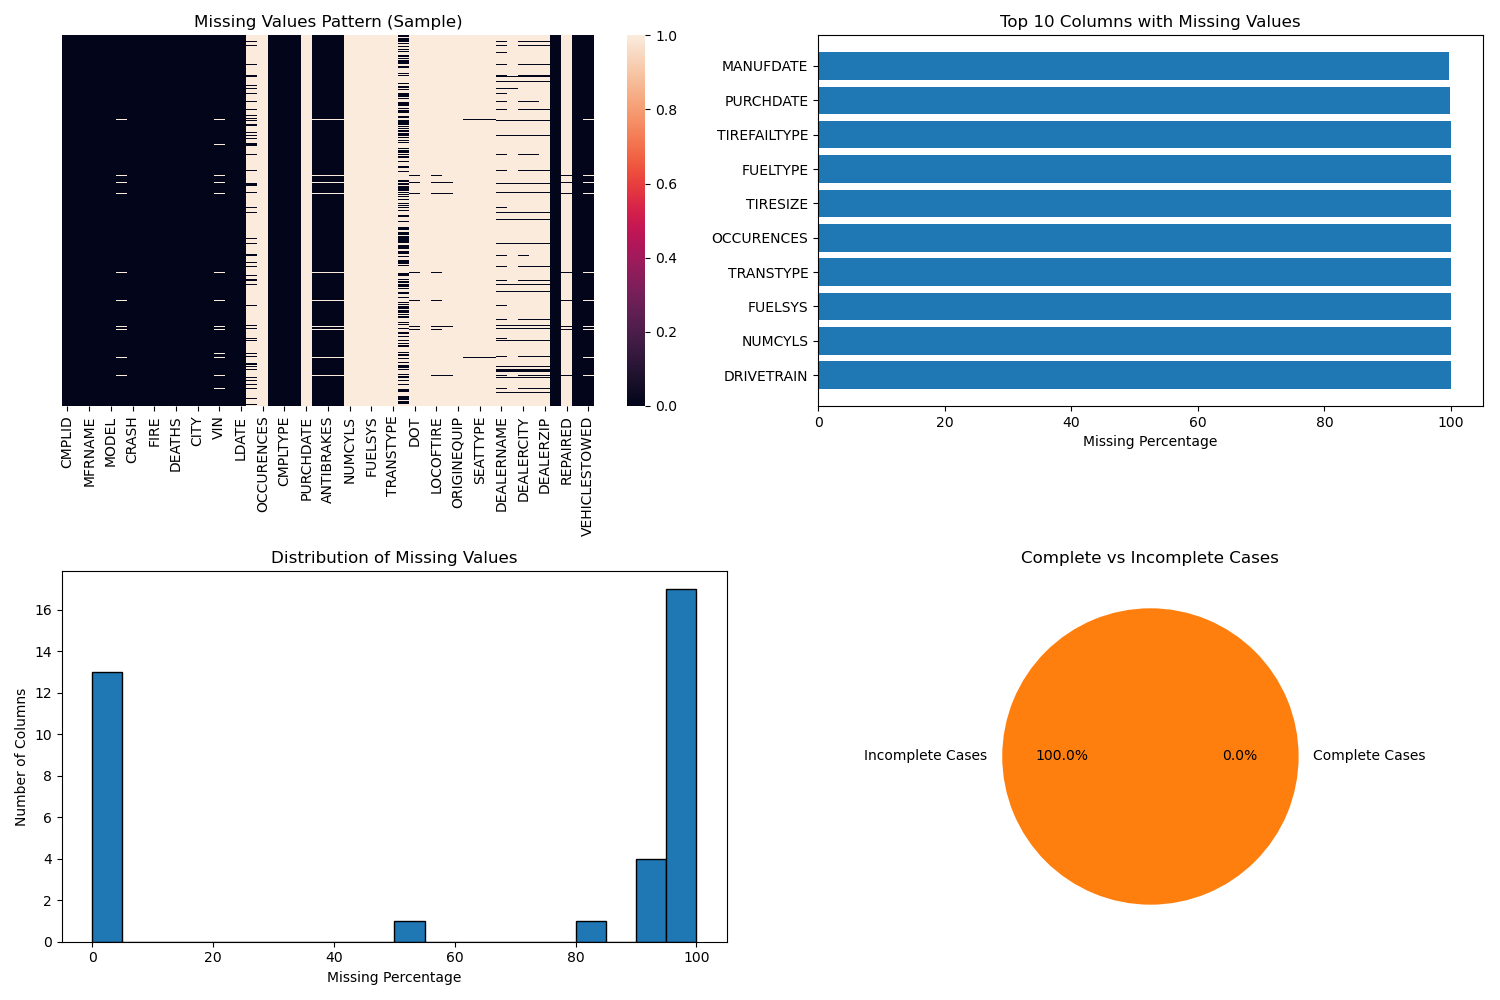 Missing Values Pattern (Sample)
1.0
0.8
0.6
0.4
0.2
0.0
CMPLID
MFRNAME
MODEL
CRASH
FIRE
DEATHS
CITY
VIN
LDATE
OCCURENCES
CMPLTYPE
PURCHDATE
ANTIBRAKES
NUMCYLS
FUELSYS
TRANSTYPE
DOT
LOCOFTIRE
ORIGINEQUIP
SEATTYPE
DEALERNAME
DEALERCITY
DEALERZIP
REPAIRED
VEHICLESTOWED
Top 10 Columns with Missing Values
MANUFDATE
PURCHDATE
TIREFAILTYPE
FUELTYPE
TIRESIZE
OCCURENCES
TRANSTYPE
FUELSYS
NUMCYLS
DRIVETRAIN
0 20 40 60 80 100
Missing Percentage
Distribution of Missing Values
Number of Columns
16
14
12
10
8
6
4
2
0
0 20 40 60 80 100
Missing Percentage
Complete vs Incomplete Cases
Incomplete Cases 100.0% 0.0% Complete Cases